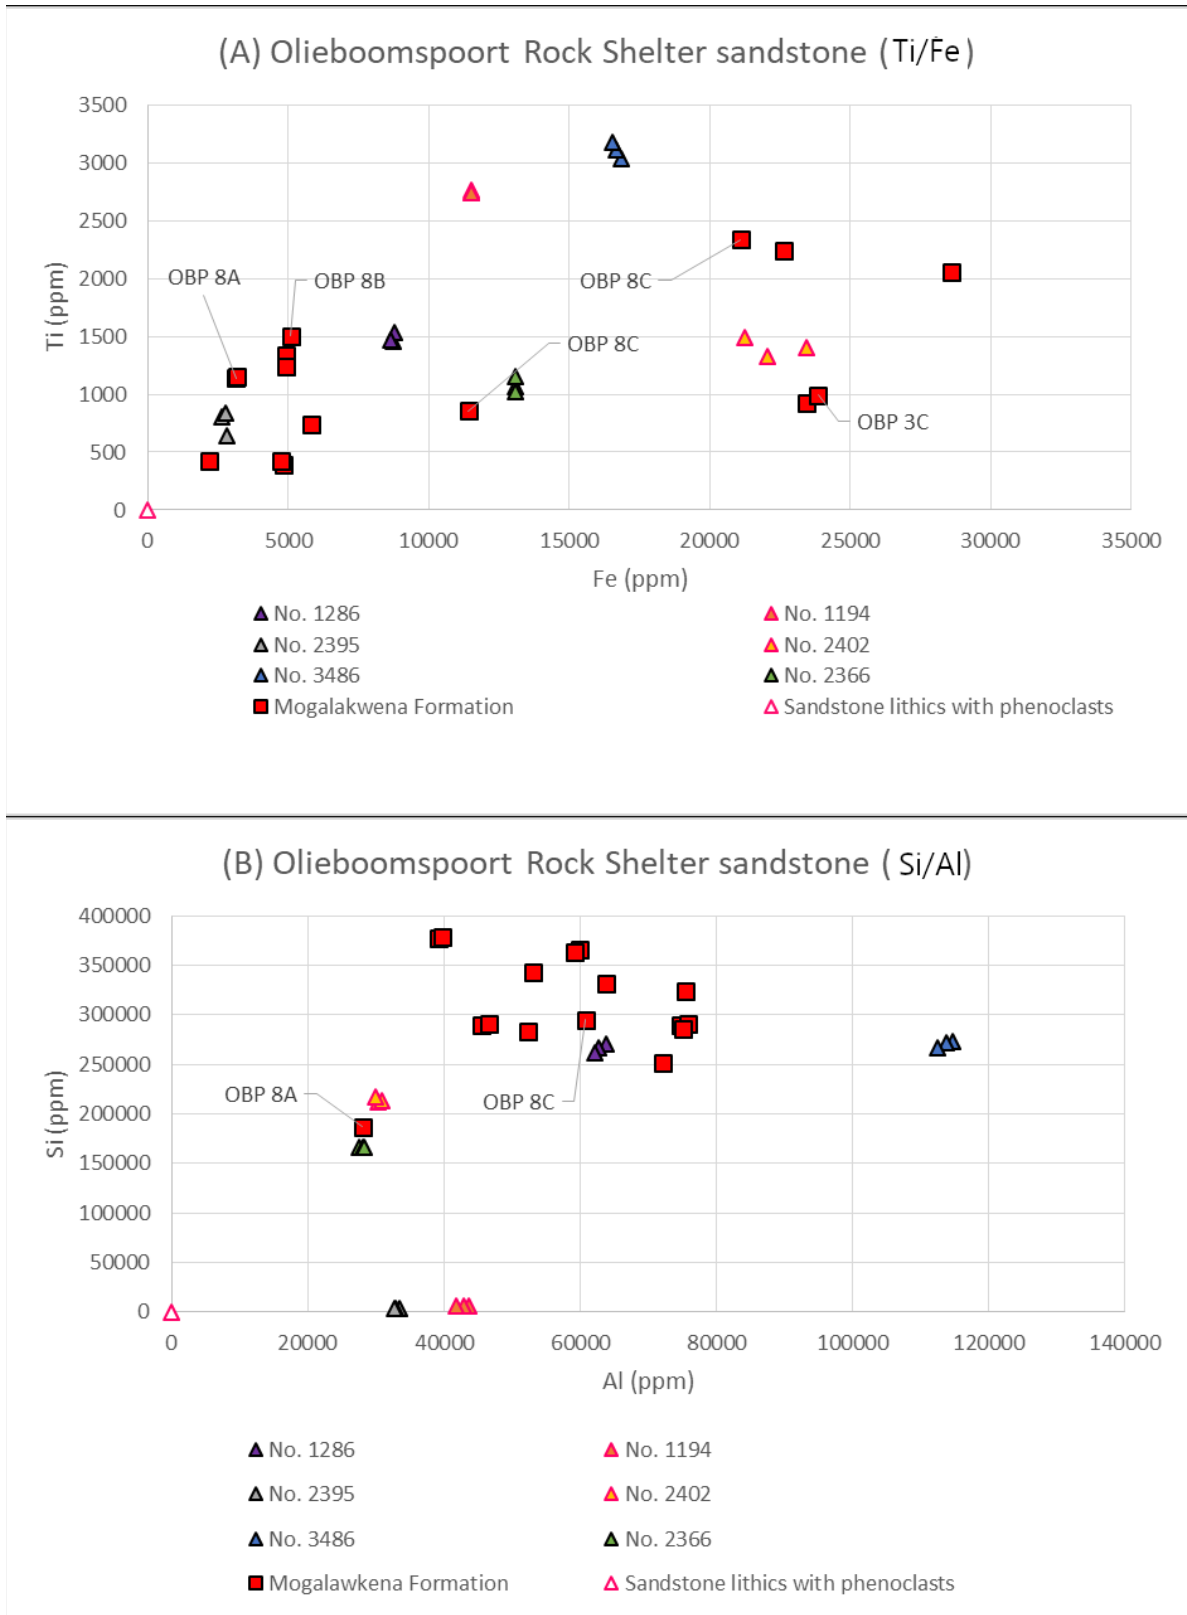 (A) Olieboomspoort Rock Shelter sandstone (Ti/Fe)
3500
3000
2500
2000
1500
1000
500
0
Ti (ppm)
OBP 8A
OBP 8B
OBP 8C
OBP 8C
OBP 3C
0 5000 10000 15000 20000 25000 30000 35000
Fe (ppm)
No. 1286 No. 1194
No. 2395 No. 2402
No. 3486 No. 2366
Mogalakwena Formation Sandstone lithics with phenoclasts
(B) Olieboomspoort Rock Shelter sandstone ( Si/Al)
400000
350000
300000
250000
200000
150000
100000
50000
0
Si (ppm)
OBP 8A
OBP 8C
0 20000 40000 60000 80000 100000 120000 140000
Al (ppm)
No. 1286 No. 1194
No. 2395 No. 2402
No. 3486 No. 2366
Mogalawkena Formation Sandstone lithics with phenoclasts